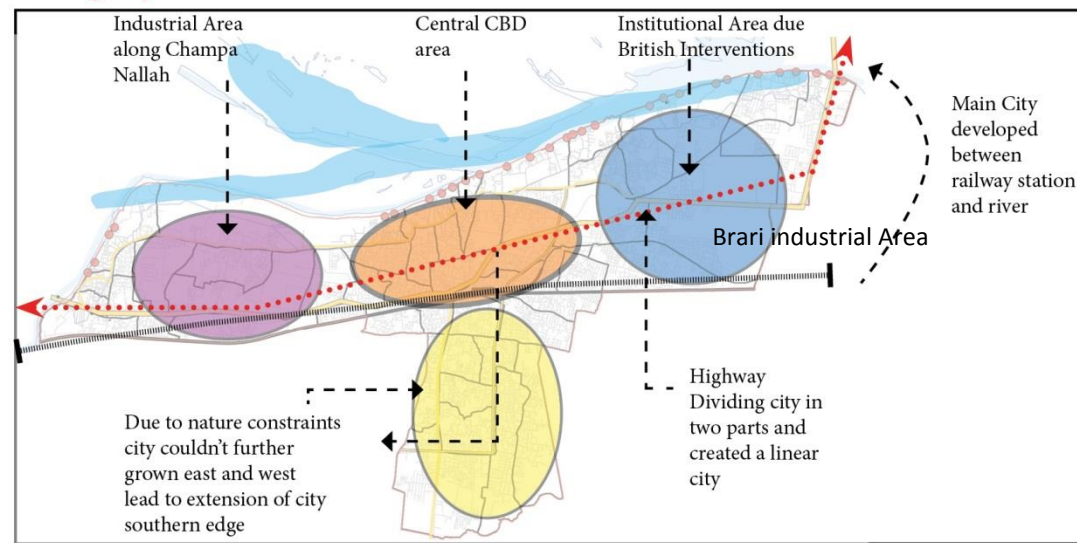 Industrial Area
along Champa
Nallah
Central CBD
area
Institutional Area due
British Interventions
Main City
developed
between
railway station
and river
Brari industrial Area
Highway
Dividing city in
two parts and
created a linear
city
Due to nature constraints
city couldn't further
grown east and west
lead to extension of city
southern edge